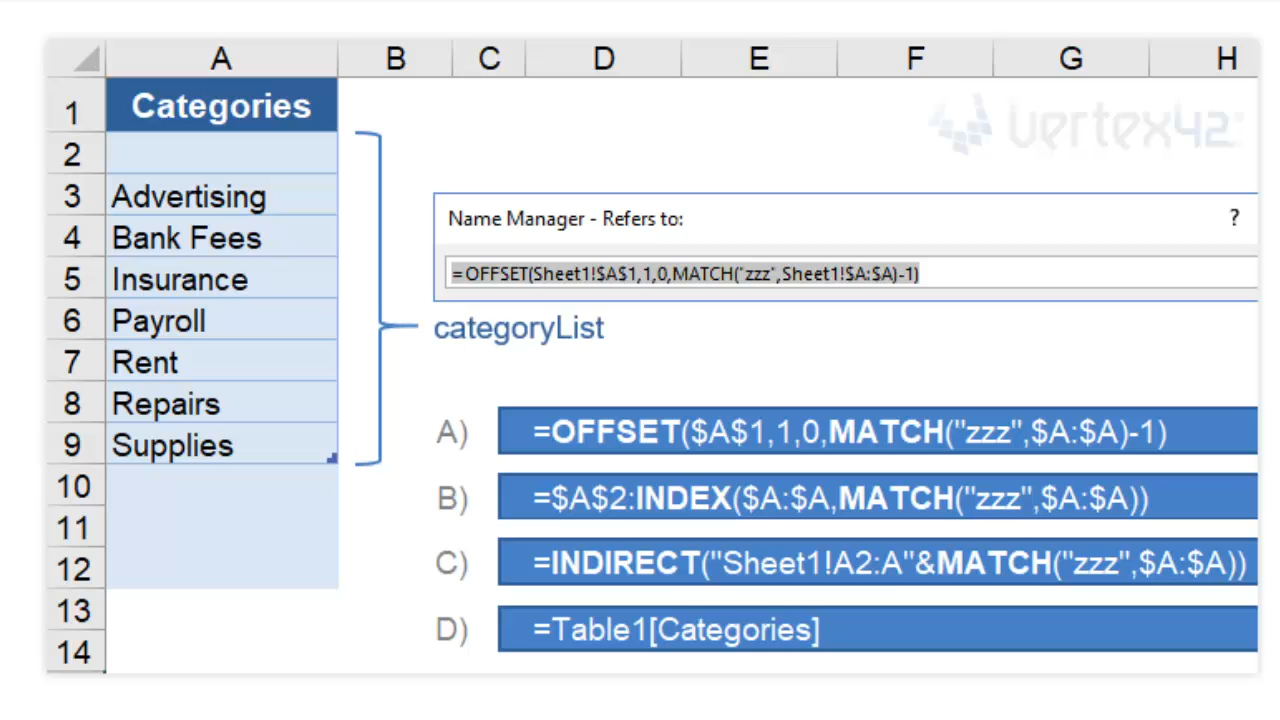 A B C D E F G H
1 Categories
vertex42
2
3 Advertising
4 Bank Fees
5 Insurance
6 Payroll
7 Rent
8 Repairs
9 Supplies
10
11
12
13
14
Name Manager - Refers to: ?
=OFFSET(Sheet1!$A$1,1,0,MATCH("zzz",Sheet1!$A:$A)-1)
categoryList
A) =OFFSET($A$1,1,0,MATCH("zzz",$A:$A)-1)
B) =$A$2:INDEX($A:$A,MATCH("zzz",$A:$A))
C) =INDIRECT("Sheet1!A2:A"&MATCH("zzz",$A:$A))
D) =Table1[Categories]